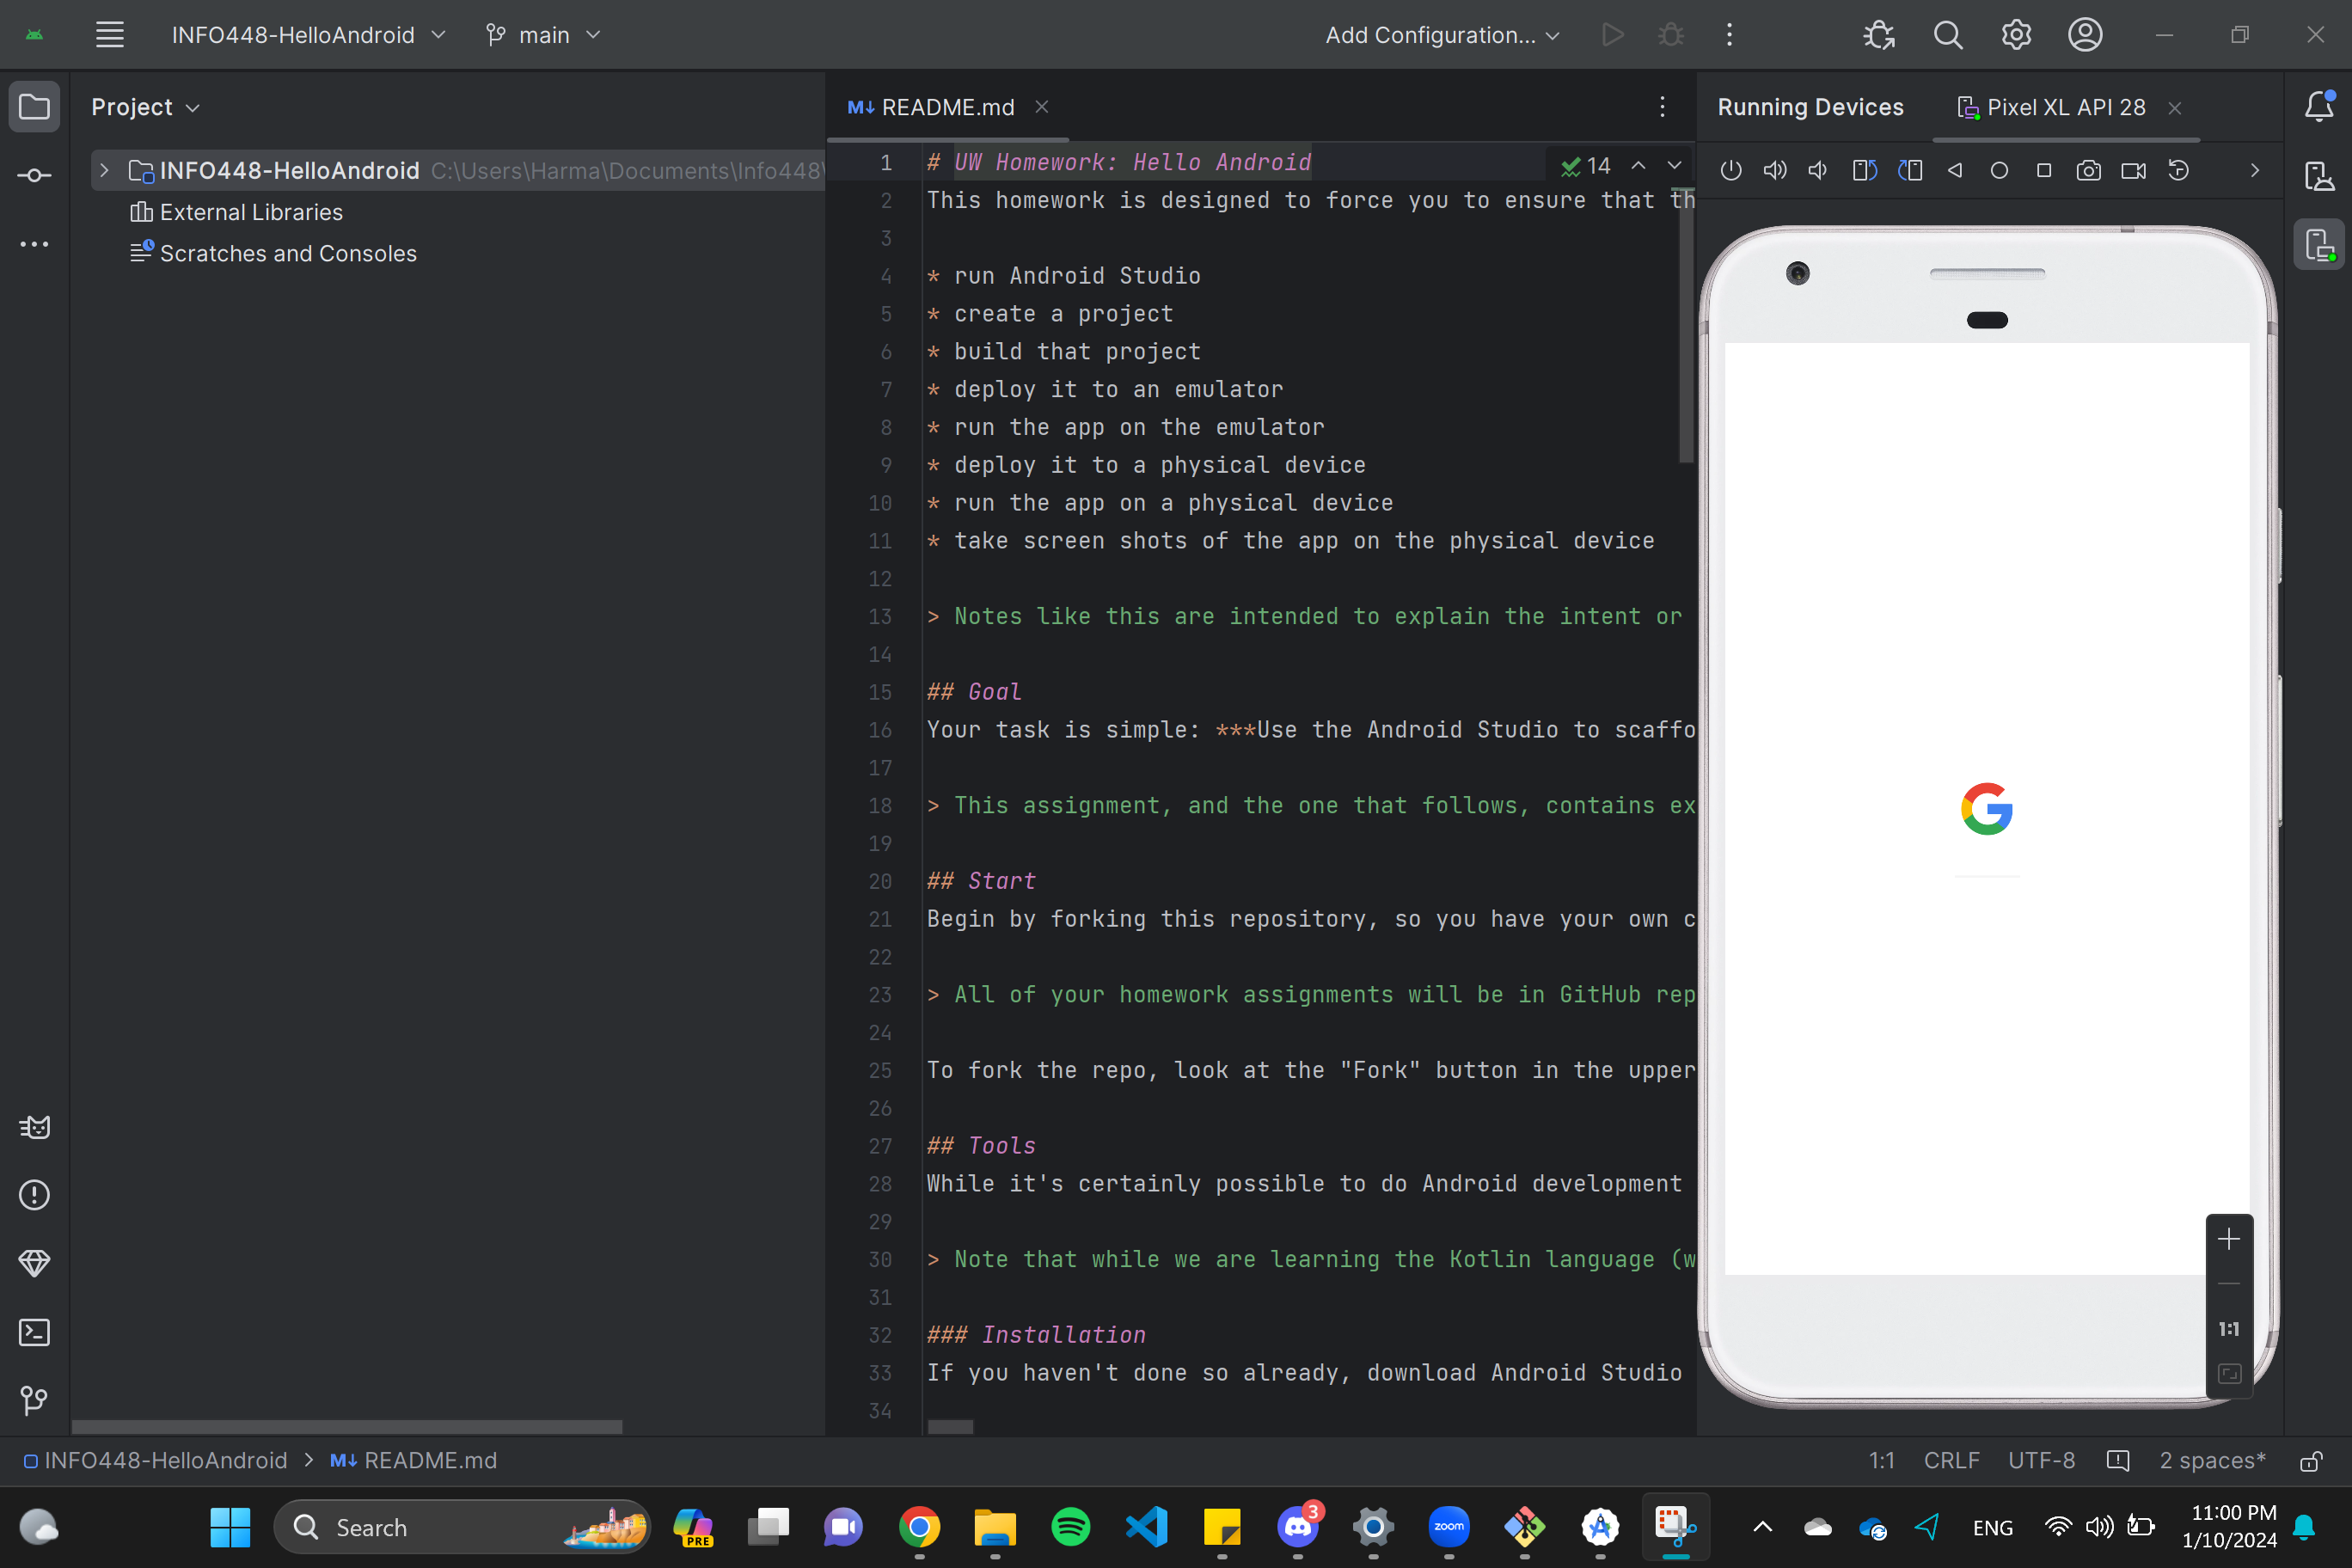 INFO448-HelloAndroid
main
Add Configuration...
Project
INFO448-HelloAndroid C:\Users\Harma\Documents\Info448\
External Libraries
Scratches and Consoles
M↓ README.md
14
1 # UW Homework: Hello Android
2 This homework is designed to force you to ensure that th
3
4 * run Android Studio
5 * create a project
6 * build that project
7 * deploy it to an emulator
8 * run the app on the emulator
9 * deploy it to a physical device
10 * run the app on a physical device
11 * take screen shots of the app on the physical device
12
13 > Notes like this are intended to explain the intent or
14
15 ## Goal
16 Your task is simple: ***Use the Android Studio to scaffo
17
18 > This assignment, and the one that follows, contains ex
19
20 ## Start
21 Begin by forking this repository, so you have your own c
22
23 > All of your homework assignments will be in GitHub rep
24
25 To fork the repo, look at the "Fork" button in the upper
26
27 ## Tools
28 While it's certainly possible to do Android development
29
30 > Note that while we are learning the Kotlin language (w
31
32 ### Installation
33 If you haven't done so already, download Android Studio
34
Running Devices
Pixel XL API 28
G
1:1
INFO448-HelloAndroid > M↓ README.md
1:1 CRLF UTF-8 2 spaces*
Search
PRE
3
zoom
ENG
11:00 PM
1/10/2024